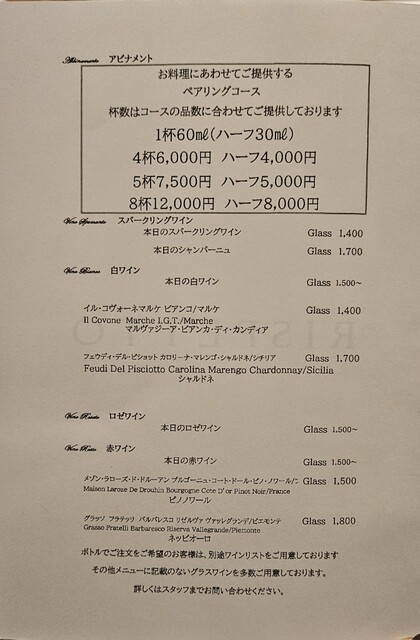 Abbinamento アビナメント
お料理にあわせてご提供する
ペアリングコース
杯数はコースの品数に合わせてご提供しております
1杯60㎖(ハーフ30㎖)
4杯6,000円 ハーフ4,000円
5杯7,500円 ハーフ5,000円
8杯12,000円 ハーフ8,000円
Vino Spumante スパークリングワイン
本日のスパークリングワイン Glass 1,400
本日のシャンパーニュ Glass 1,700
Vino Bianco 白ワイン
本日の白ワイン Glass 1,500~
イル・コヴォーネマルケ ビアンコ/マルケ Glass 1,400
Il Covone Marche I.G.T./Marche
マルヴァジーア・ビアンカ・ディ・カンディア
フェウディ・デル・ピショット カロリーナ・マレンゴ・シャルドネ/シチリア Glass 1,700
Feudi Del Pisciotto Carolina Marengo Chardonnay/Sicilia
シャルドネ
Vino Rosato ロゼワイン
本日のロゼワイン Glass 1,500~
Vino Rosso 赤ワイン
本日の赤ワイン Glass 1,500~
メゾン・ラローズ・ド・ドルーアン ブルゴーニュ・コート・ドール・ピノ・ノワール/フ Glass 1,500
Maison Larose De Drouhin Bourgogne Cote D'or Pinot Noir/France
ピノノワール
グラッソ フラテッリ バルバレスコ リゼルヴァ ヴァッレグランデ/ピエモンテ Glass 1,800
Grasso Fratelli Barbaresco Riserva Vallegrande/Piemonte
ネッビオーロ
ボトルでご注文をご希望のお客様は、別途ワインリストをご用意しております
その他メニューに記載のないグラスワインを多数ご用意しております。
詳しくはスタッフまでお問い合わせください。